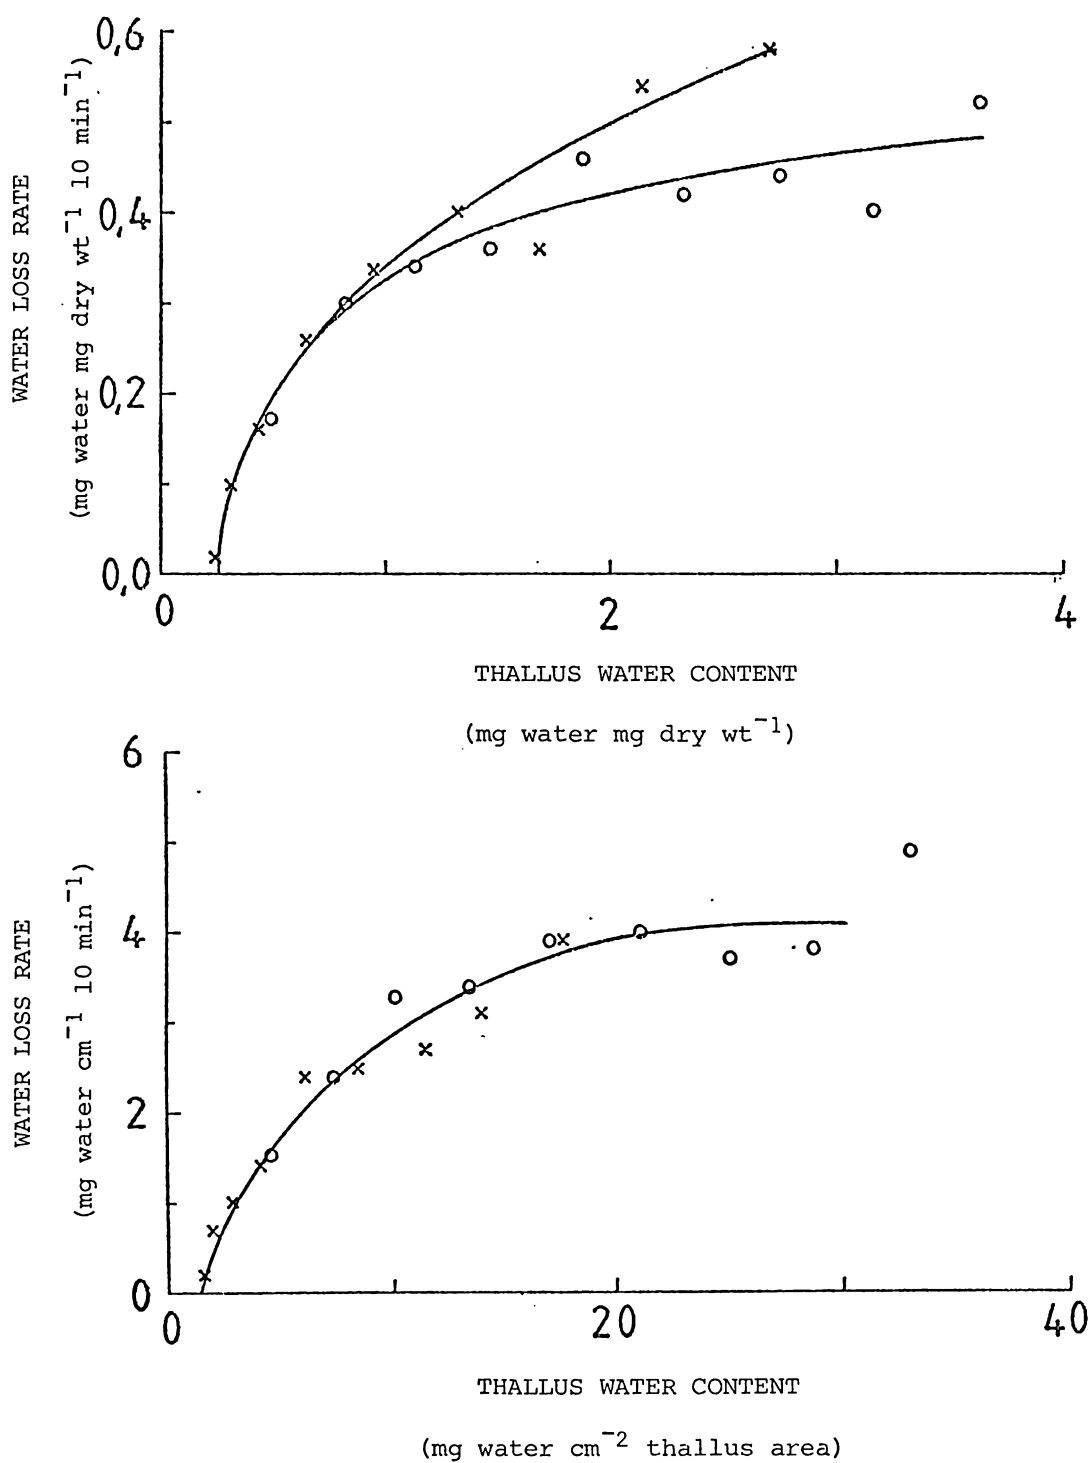 0,6
0,4
0,2
0,0
WATER LOSS RATE
(mg water mg dry wt⁻¹ 10 min⁻¹)
0
2
4
THALLUS WATER CONTENT
(mg water mg dry wt⁻¹)
6
4
2
0
WATER LOSS RATE
(mg water cm⁻¹ 10 min⁻¹)
0
20
40
THALLUS WATER CONTENT
(mg water cm⁻² thallus area)